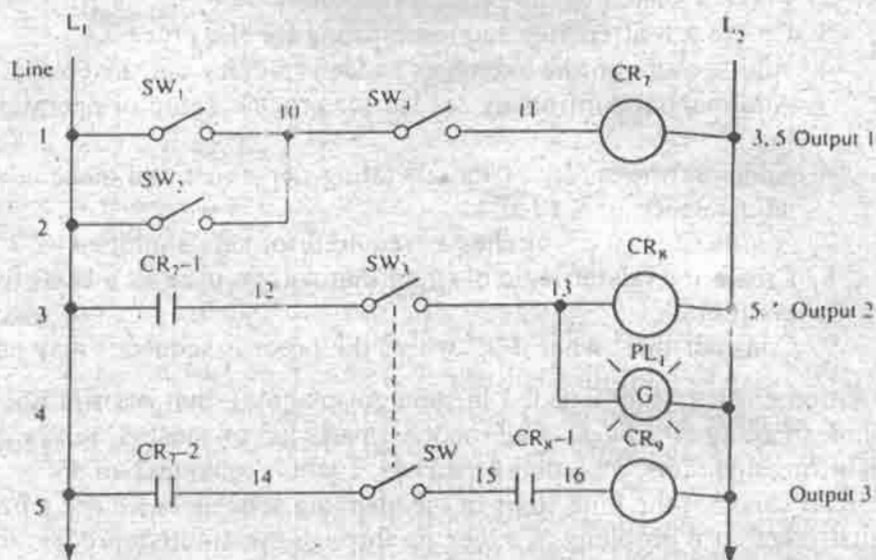 L₁ L₂
Line
SW₁ 10 SW₄ 11 CR₇
1 3, 5 Output 1
SW₂
2
CR₇-1 12 SW₃ 13 CR₈
3 5 Output 2
PL₁
G
4
CR₇-2 14 SW 15 CR₈-1 16 CR₉
5 Output 3